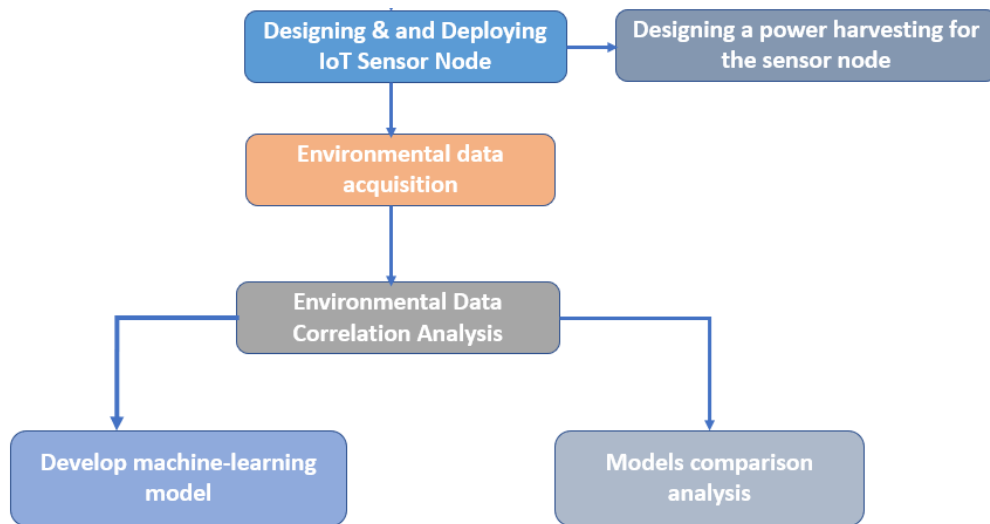 Designing & and Deploying
IoT Sensor Node
Designing a power harvesting for
the sensor node
Environmental data
acquisition
Environmental Data
Correlation Analysis
Develop machine-learning
model
Models comparison
analysis